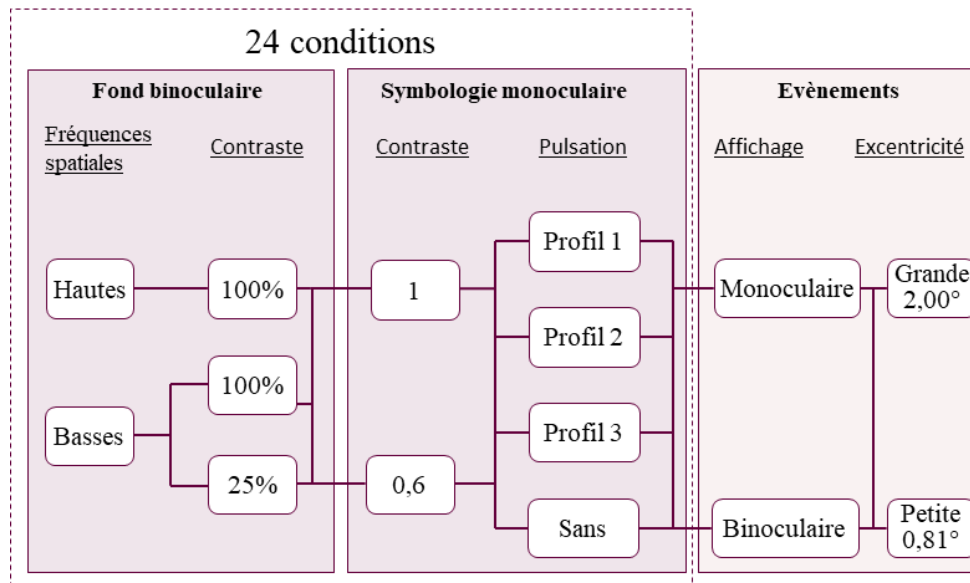 24 conditions
Fond binoculaire
Symbologie monoculaire
Evènements
Fréquences
spatiales
Contraste
Contraste
Pulsation
Affichage
Excentricité
Hautes
100%
100%
Basses
25%
1
0,6
Profil 1
Profil 2
Profil 3
Sans
Monoculaire
Binoculaire
Grande
2,00°
Petite
0,81°